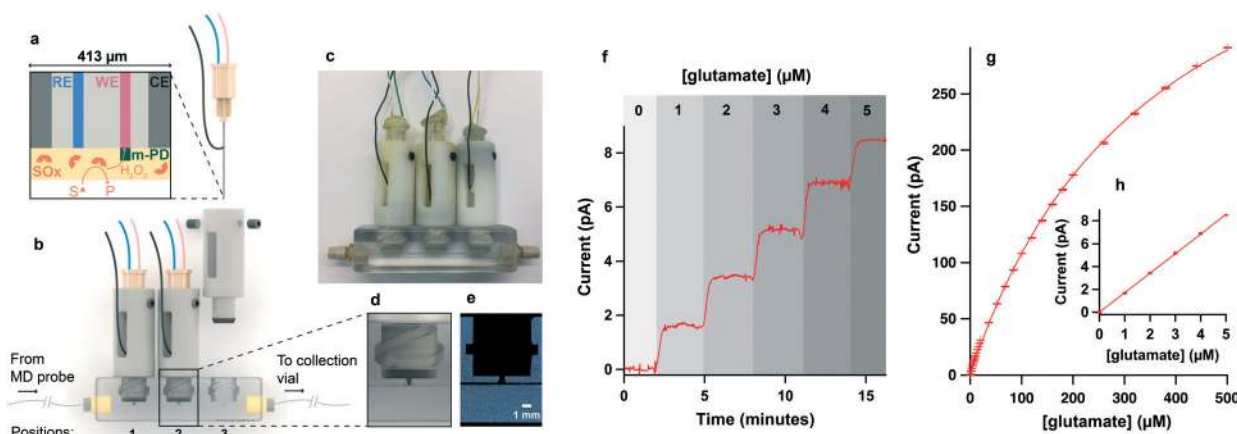 a
413 µm
RE
WE
CE
SOx
m-PD
H₂O₂
S
P
b
From
MD probe
To collection
vial
Positions:
1
2
3
c
d
e
1 mm
f
[glutamate] (µM)
0 1 2 3 4 5
8
6
4
2
0
Current (pA)
0 5 10 15
Time (minutes)
g
250
200
150
100
50
0
Current (pA)
0 100 200 300 400 500
[glutamate] (µM)
h
8
6
4
2
0
Current (pA)
0 1 2 3 4 5
[glutamate] (µM)